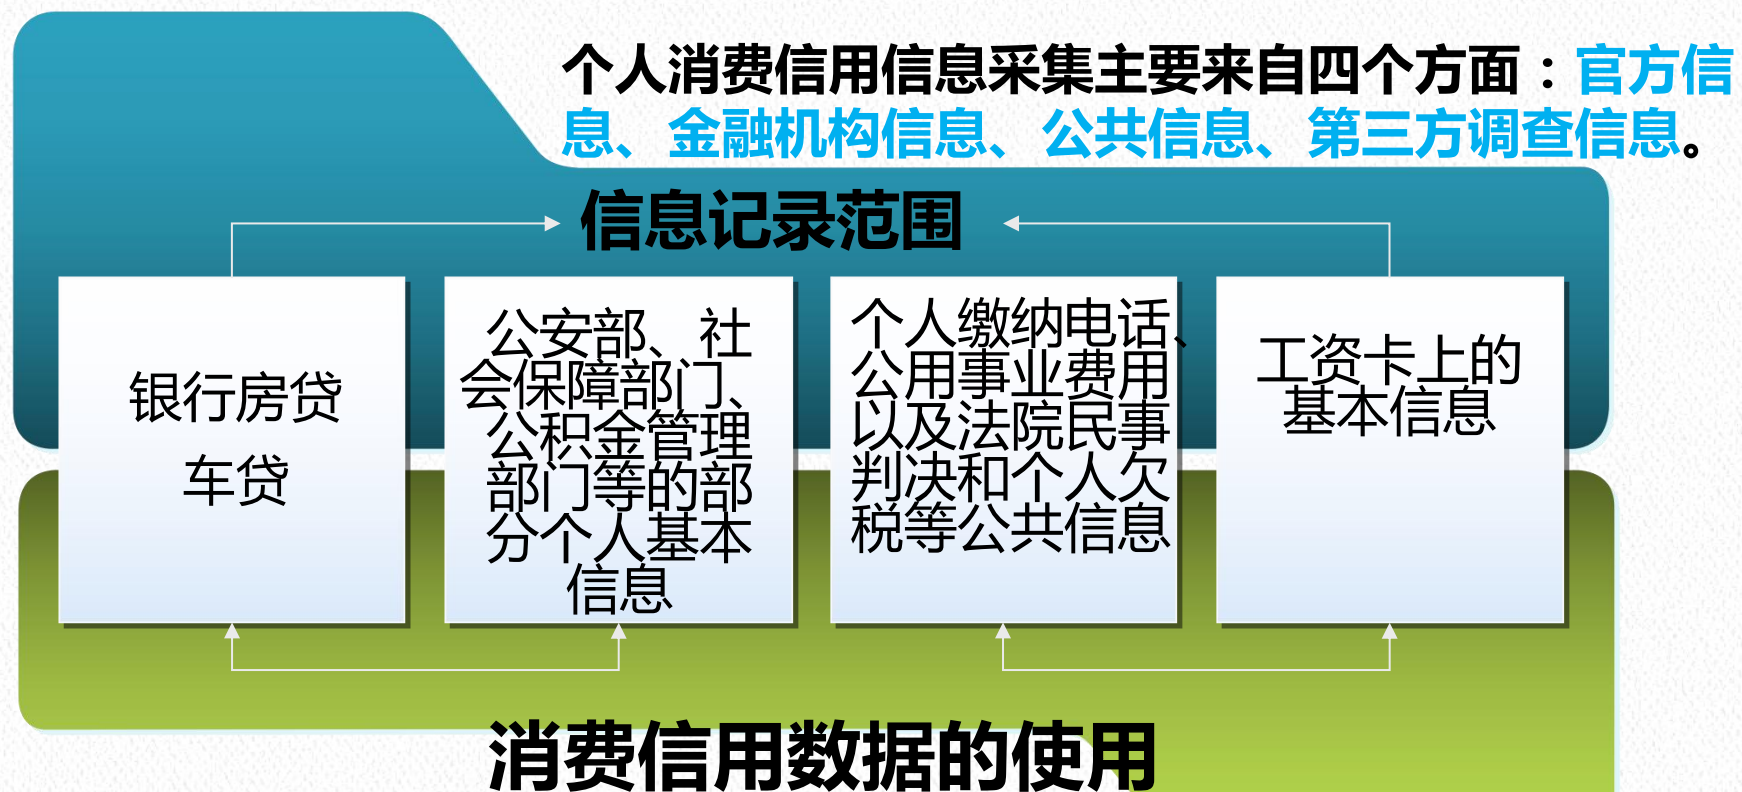 个人消费信用信息采集主要来自四个方面：官方信
息、金融机构信息、公共信息、第三方调查信息。
信息记录范围
银行房贷
车贷
公安部、社
会保障部门、
公积金管理
部门等的部
分个人基本
信息
个人缴纳电话、
公用事业费用
以及法院民事
判决和个人欠
税等公共信息
工资卡上的
基本信息
消费信用数据的使用